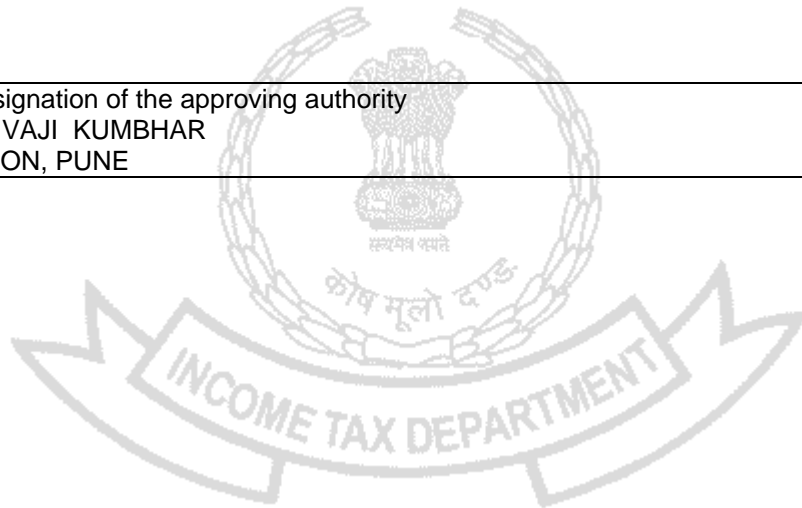 signation of the approving authority
VAJI KUMBHAR
ON, PUNE
सत्यमेव जयते
कोष मूलो दण्डः
INCOME TAX DEPARTMENT